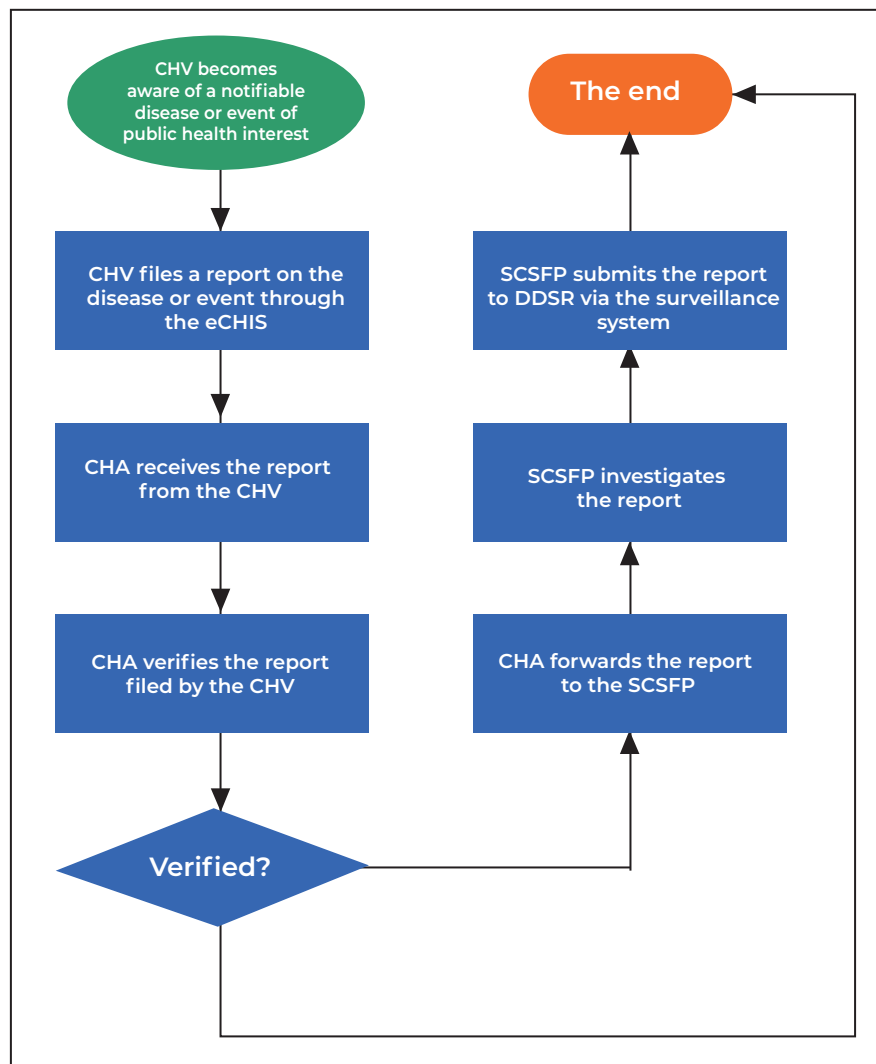 CHV becomes
aware of a notifiable
disease or event of
public health interest
CHV files a report on the
disease or event through
the eCHIS
CHA receives the report
from the CHV
CHA verifies the report
filed by the CHV
Verified?
CHA forwards the report
to the SCSFP
SCSFP investigates
the report
SCSFP submits the report
to DDSR via the surveillance
system
The end